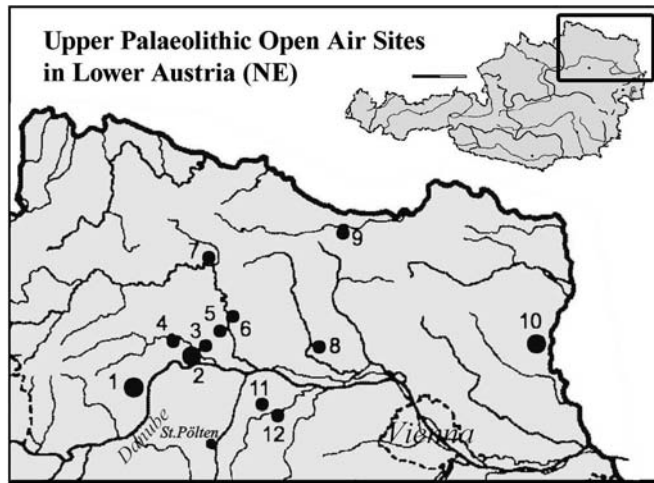 Upper Palaeolithic Open Air Sites
in Lower Austria (NE)
9
7
5
6
4
3
10
8
2
1
11
12
Danube
St.Pölten
Vienna